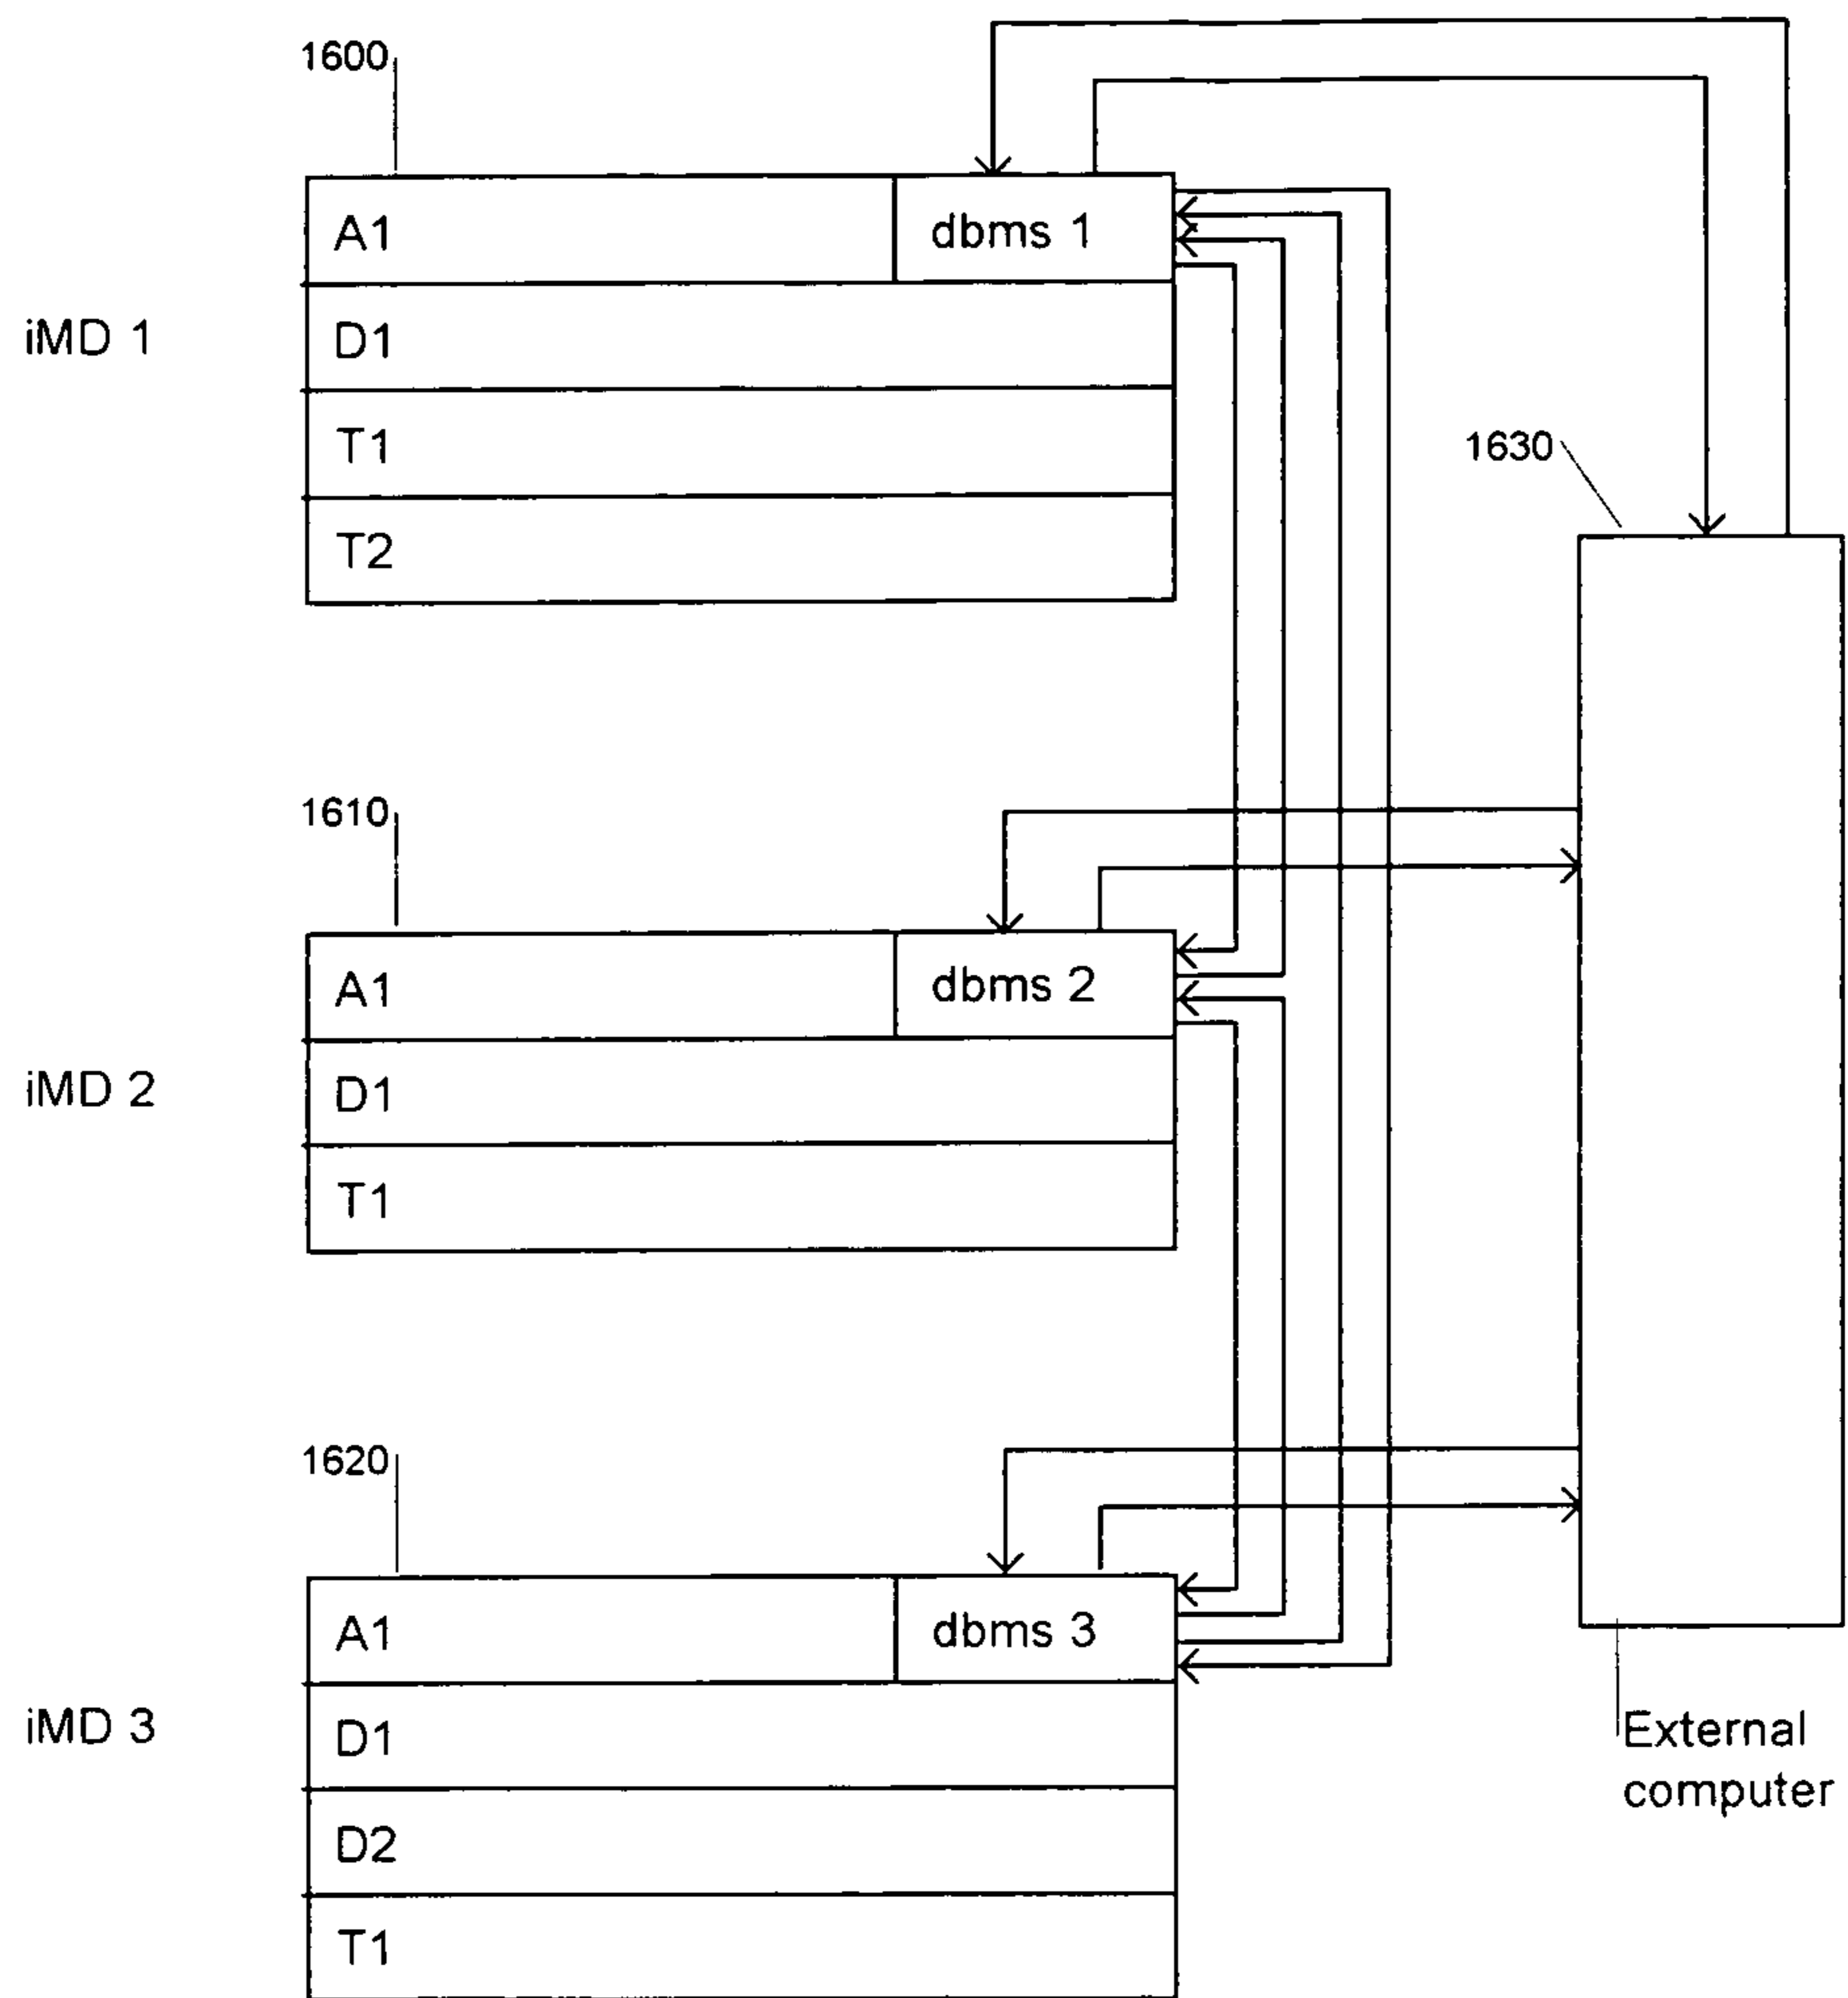 1600
A1
dbms 1
iMD 1
D1
T1
T2
1630
1610
A1
dbms 2
iMD 2
D1
T1
1620
A1
dbms 3
iMD 3
D1
D2
T1
External
computer